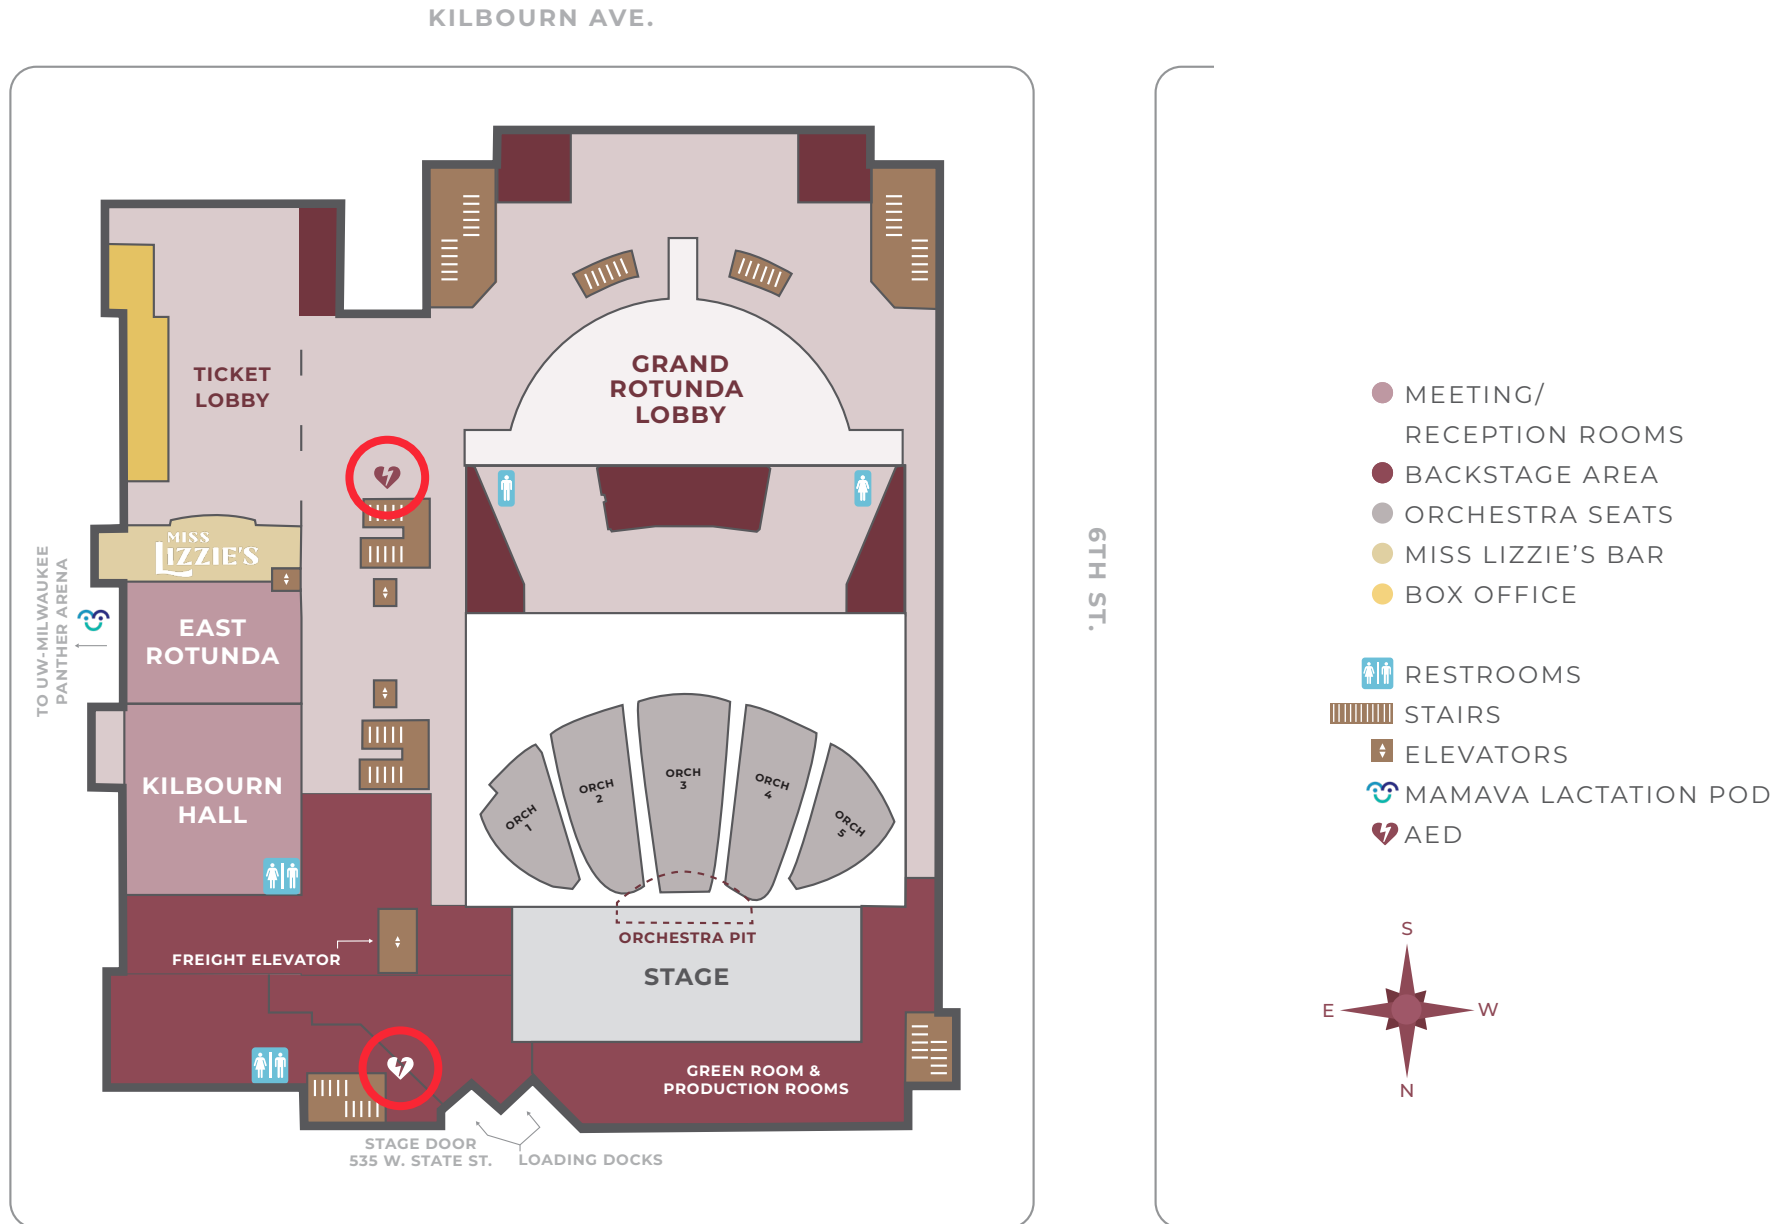 KILBOURN AVE.
TICKET
LOBBY
GRAND
ROTUNDA
LOBBY
MISS
LIZZIE'S
EAST
ROTUNDA
TO UW-MILWAUKEE
PANTHER ARENA
KILBOURN
HALL
ORCH
1
ORCH
2
ORCH
3
ORCH
4
ORCH
5
ORCHESTRA PIT
STAGE
FREIGHT ELEVATOR
GREEN ROOM &
PRODUCTION ROOMS
STAGE DOOR
535 W. STATE ST.
LOADING DOCKS
6TH ST.
MEETING/
RECEPTION ROOMS
BACKSTAGE AREA
ORCHESTRA SEATS
MISS LIZZIE'S BAR
BOX OFFICE
RESTROOMS
STAIRS
ELEVATORS
MAMAVA LACTATION POD
AED
S
E
W
N